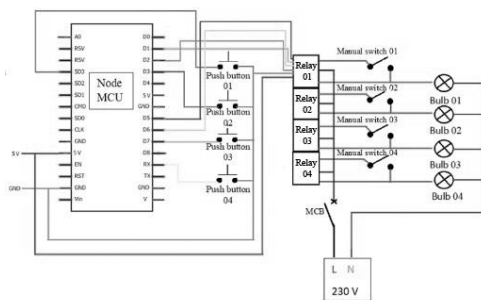 A0
RSV
RSV
SD3
SD2
SD1
CMD
SD0
CLK
GND
5 V
EN
RST
GND
Vin
Node
MCU
D0
D1
D2
D3
D4
5 V
GND
D5
D6
D7
D8
RX
TX
GND
V
5v
GND
Push button
01
Push button
02
Push button
03
Push button
04
Relay
01
Relay
02
Relay
03
Relay
04
Manual switch 01
Bulb 01
Manual switch 02
Bulb 02
Manual switch 03
Bulb 03
Manual switch 04
Bulb 04
MCB
L N
230 V